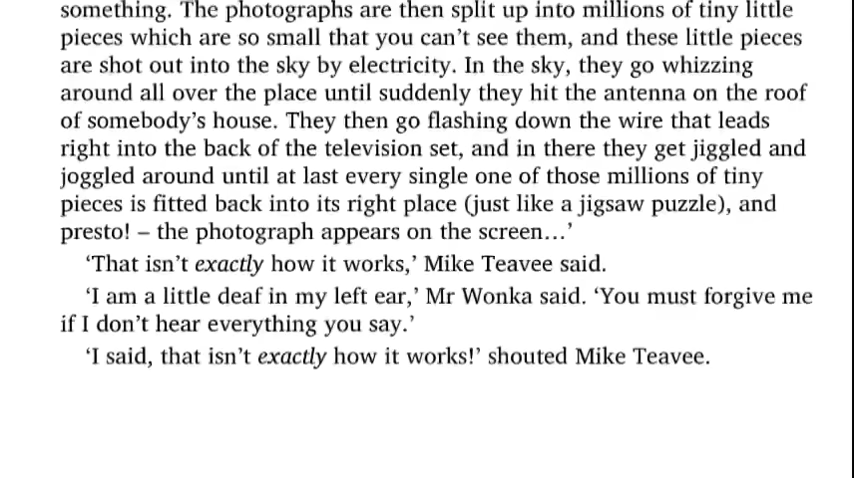 something. The photographs are then split up into millions of tiny little
pieces which are so small that you can’t see them, and these little pieces
are shot out into the sky by electricity. In the sky, they go whizzing
around all over the place until suddenly they hit the antenna on the roof
of somebody’s house. They then go flashing down the wire that leads
right into the back of the television set, and in there they get jiggled and
joggled around until at last every single one of those millions of tiny
pieces is fitted back into its right place (just like a jigsaw puzzle), and
presto! – the photograph appears on the screen…’
‘That isn’t exactly how it works,’ Mike Teavee said.
‘I am a little deaf in my left ear,’ Mr Wonka said. ‘You must forgive me
if I don’t hear everything you say.’
‘I said, that isn’t exactly how it works!’ shouted Mike Teavee.